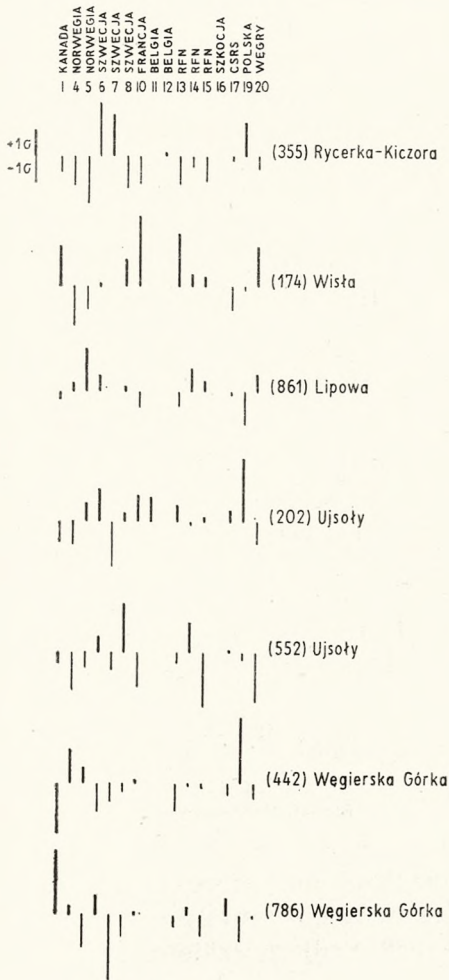 KANADA
NORWEGIA
NORWEGIA
SZWECJA
SZWECJA
SZWECJA
FRANCJA
BELGIA
BELGIA
RFN
RFN
RFN
SZKOCJA
CSRS
POLSKA
WĘGRY
1 4 5 6 7 8 10 11 12 13 14 15 16 17 19 20
+1σ
-1σ
(355) Rycerka-Kiczora
(174) Wisła
(861) Lipowa
(202) Ujsoły
(552) Ujsoły
(442) Węgierska Górka
(786) Węgierska Górka